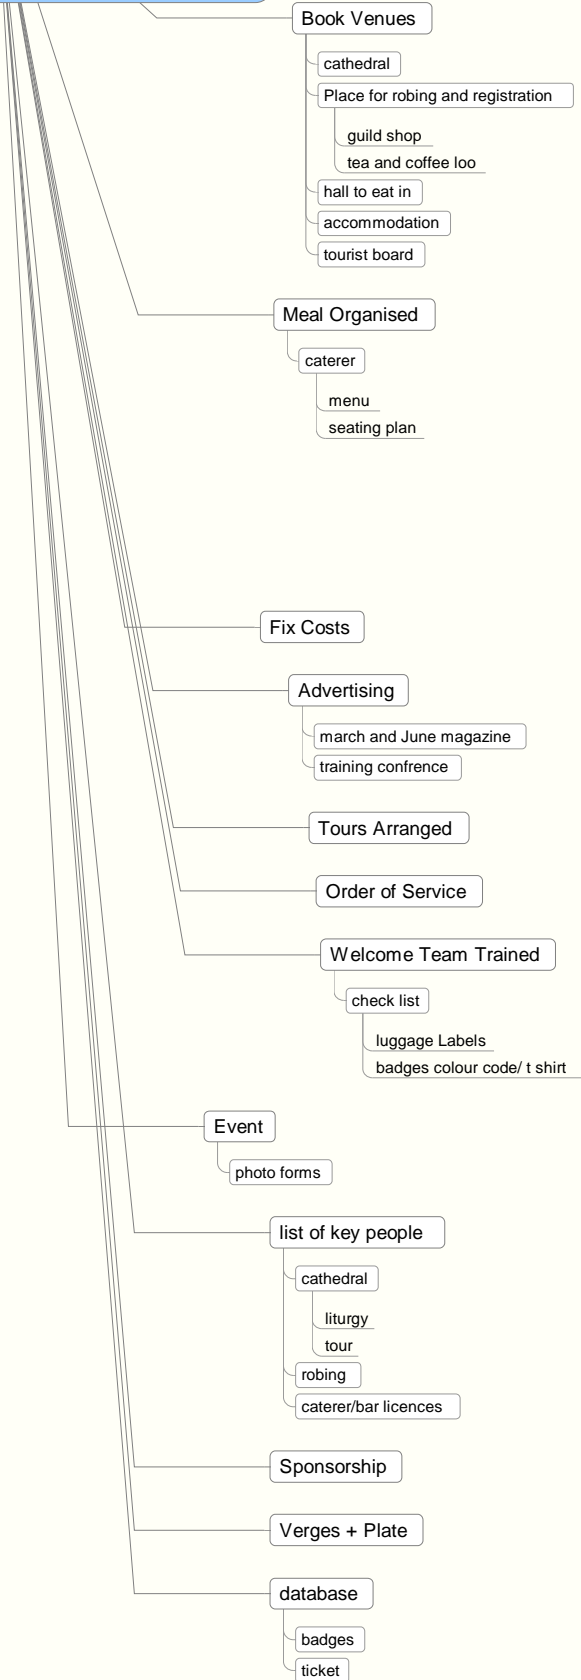 Book Venues
cathedral
Place for robing and registration
guild shop
tea and coffee loo
hall to eat in
accommodation
tourist board
Meal Organised
caterer
menu
seating plan
Fix Costs
Advertising
march and June magazine
training confrence
Tours Arranged
Order of Service
Welcome Team Trained
check list
luggage Labels
badges colour code/ t shirt
Event
photo forms
list of key people
cathedral
liturgy
tour
robing
caterer/bar licences
Sponsorship
Verges + Plate
database
badges
ticket